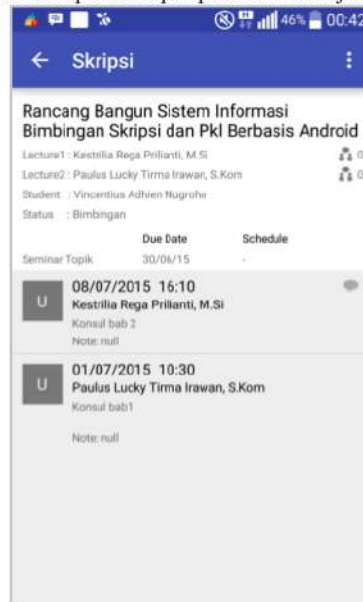 46% 00:42
Skripsi
Rancang Bangun Sistem Informasi
Bimbingan Skripsi dan Pkl Berbasis Android
Lecture1 : Kestrilia Rega Prilianti, M.Si 0
Lecture2 : Paulus Lucky Tirma Irawan, S.Kom 0
Student : Vincentius Adhien Nugroho
Status : Bimbingan
Due Date Schedule
Seminar Topik 30/06/15 -
08/07/2015 16:10
U
Kestrilia Rega Prilianti, M.Si
Konsul bab 2
Note: null
01/07/2015 10:30
U
Paulus Lucky Tirma Irawan, S.Kom
Konsul bab1
Note: null